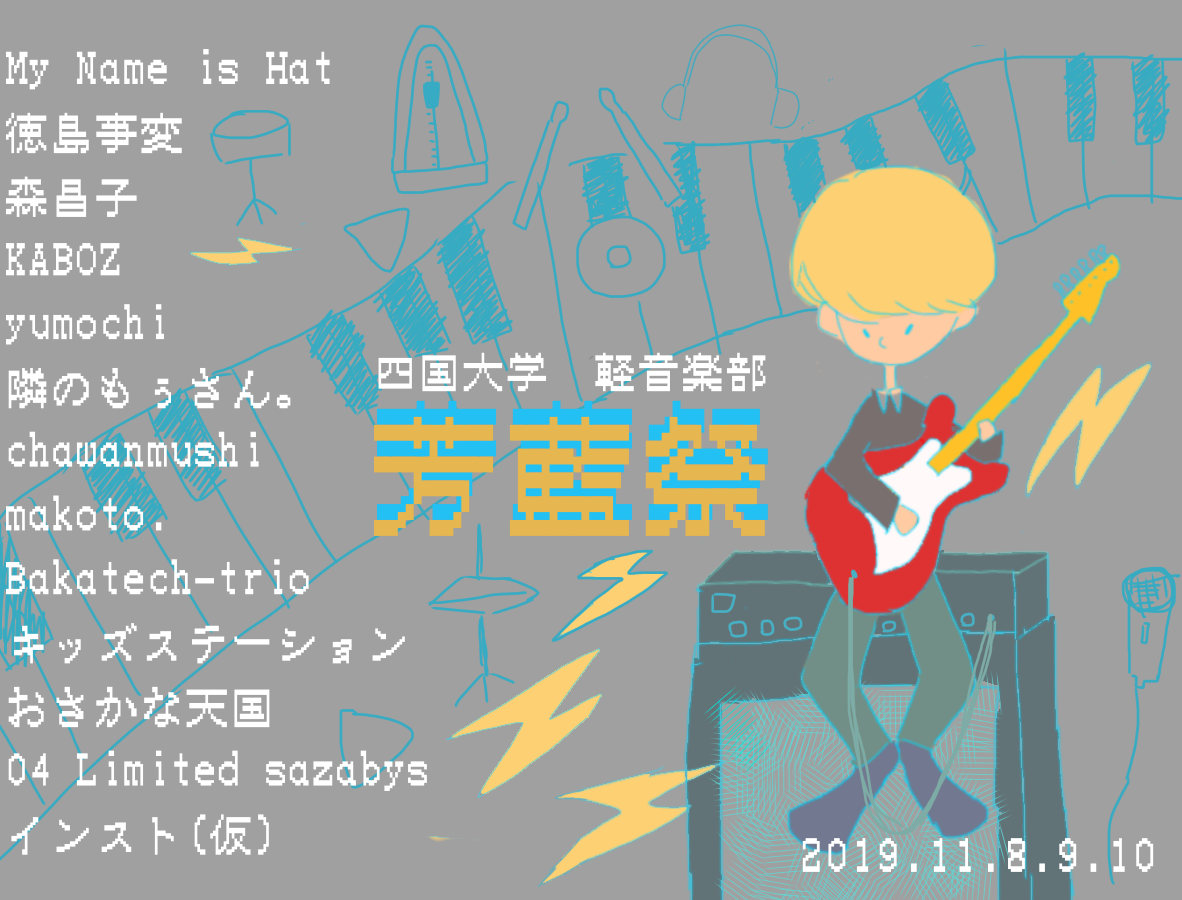 My Name is Hat
徳島事変
森昌子
KABOZ
yumochi
隣のもぅさん。
chawanmushi
makoto.
Bakatech-trio
キッズステーション
おさかな天国
04 Limited sazabys
インスト(仮)
四国大学　軽音楽部
芳藍祭
2019.11.8.9.10